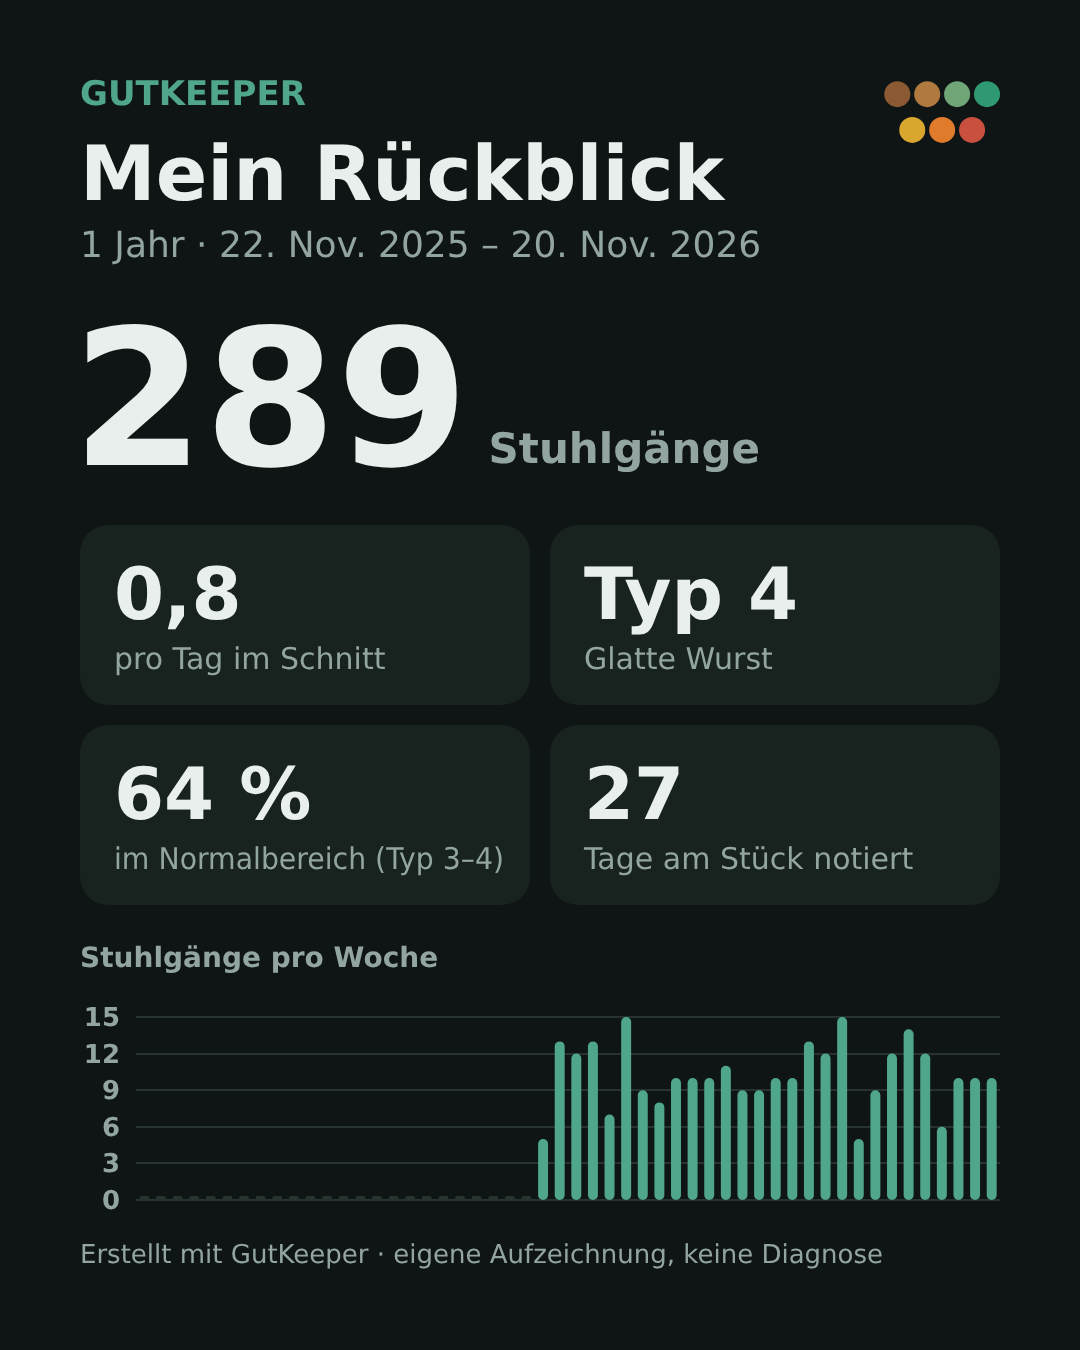 GUTKEEPER
Mein Rückblick
1 Jahr · 22. Nov. 2025 – 20. Nov. 2026
289 Stuhlgänge
0,8
pro Tag im Schnitt
Typ 4
Glatte Wurst
64 %
im Normalbereich (Typ 3–4)
27
Tage am Stück notiert
Stuhlgänge pro Woche
15
12
9
6
3
0
Erstellt mit GutKeeper · eigene Aufzeichnung, keine Diagnose